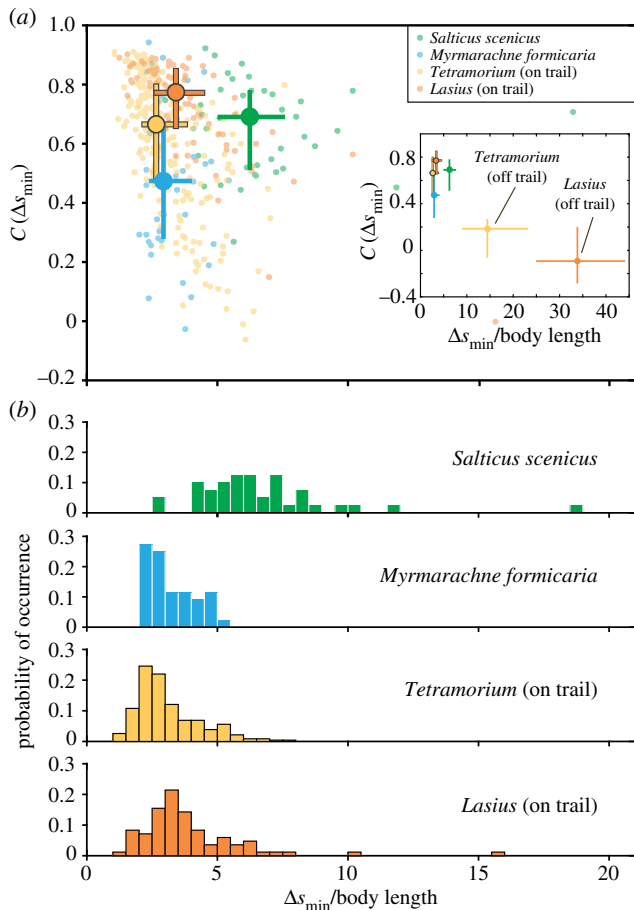 (a)
1.0
0.8
0.6
0.4
0.2
0
–0.2
C (Δsmin)
Salticus scenicus
Myrmarachne formicaria
Tetramorium (on trail)
Lasius (on trail)
0.8
0.4
0
–0.4
C (Δsmin)
Tetramorium
(off trail)
Lasius
(off trail)
0 10 20 30 40
Δsmin/body length
(b)
0.3
0.2
0.1
0
Salticus scenicus
0.3
0.2
0.1
0
Myrmarachne formicaria
0.3
0.2
0.1
0
Tetramorium (on trail)
0.3
0.2
0.1
0
Lasius (on trail)
probability of occurrence
0 5 10 15 20
Δsmin/body length